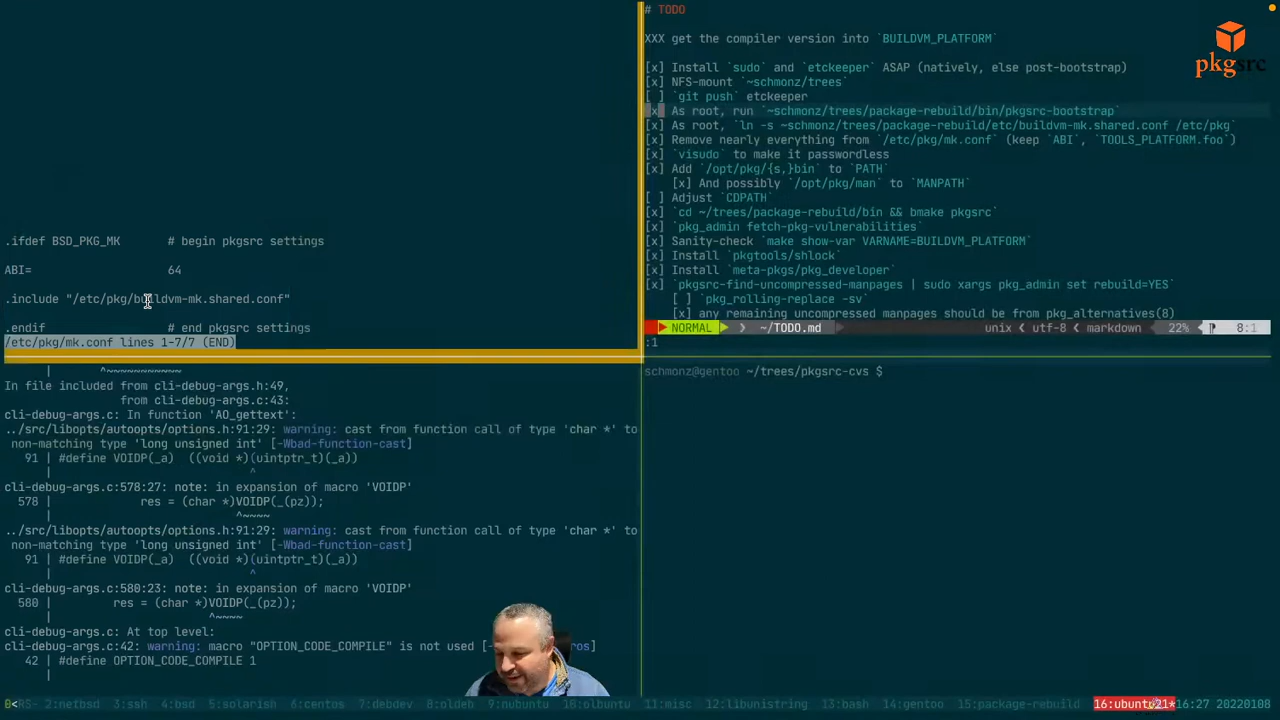 .ifdef BSD_PKG_MK       # begin pkgsrc settings
ABI=                    64
.include "/etc/pkg/buildvm-mk.shared.conf"
.endif                  # end pkgsrc settings
/etc/pkg/mk.conf lines 1-7/7 (END)
      |       ^~~~~~~~~~~
In file included from cli-debug-args.h:49,
                 from cli-debug-args.c:43:
cli-debug-args.c: In function 'AO_gettext':
../src/libopts/autoopts/options.h:91:29: warning: cast from function call of type 'char *' to
 non-matching type 'long unsigned int' [-Wbad-function-cast]
   91 | #define VOIDP(_a)  ((void *)(uintptr_t)(_a))
      |                             ^
cli-debug-args.c:578:27: note: in expansion of macro 'VOIDP'
  578 |             res = (char *)VOIDP(_(pz));
      |                           ^~~~~
../src/libopts/autoopts/options.h:91:29: warning: cast from function call of type 'char *' to
 non-matching type 'long unsigned int' [-Wbad-function-cast]
   91 | #define VOIDP(_a)  ((void *)(uintptr_t)(_a))
      |                             ^
cli-debug-args.c:580:23: note: in expansion of macro 'VOIDP'
  580 |         res = (char *)VOIDP(_(pz));
      |                       ^~~~~
cli-debug-args.c: At top level:
cli-debug-args.c:42: warning: macro "OPTION_CODE_COMPILE" is not used [-
   42 | #define OPTION_CODE_COMPILE 1
      |
# TODO
XXX get the compiler version into `BUILDVM_PLATFORM`
[x] Install `sudo` and `etckeeper` ASAP (natively, else post-bootstrap)
[x] NFS-mount `~schmonz/trees`
[ ] `git push` etckeeper
[x] As root, run `~schmonz/trees/package-rebuild/bin/pkgsrc-bootstrap`
[x] As root, `ln -s ~schmonz/trees/package-rebuild/etc/buildvm-mk.shared.conf /etc/pkg`
[x] Remove nearly everything from `/etc/pkg/mk.conf` (keep `ABI`, `TOOLS_PLATFORM.foo`)
[x] `visudo` to make it passwordless
[x] Add `/opt/pkg/{s,}bin` to `PATH`
    [x] And possibly `/opt/pkg/man` to `MANPATH`
[ ] Adjust `CDPATH`
[x] `cd ~/trees/package-rebuild/bin && bmake pkgsrc`
[x] `pkg_admin fetch-pkg-vulnerabilities`
[x] Sanity-check `make show-var VARNAME=BUILDVM_PLATFORM`
[x] Install `pkgtools/shlock`
[x] Install `meta-pkgs/pkg_developer`
[x] `pkgsrc-find-uncompressed-manpages | sudo xargs pkg_admin set rebuild=YES`
    [ ] `pkg_rolling-replace -sv`
    [x] any remaining uncompressed manpages should be from pkg_alternatives(8)
NORMAL ~/TODO.md unix utf-8 markdown 22% 8:1
:1
schmonz@gentoo ~/trees/pkgsrc-cvs $
pkgsrc
2:netbsd 3:ssh 4:bsd 5:solarish 6:centos 7:debev 8:oldeb 9:nubuntu 10:olbuntu 11:misc 12:libunistring 13:bash 14:gentoo 15:package-rebuild 16:ubuntu21* 16:27 20220108